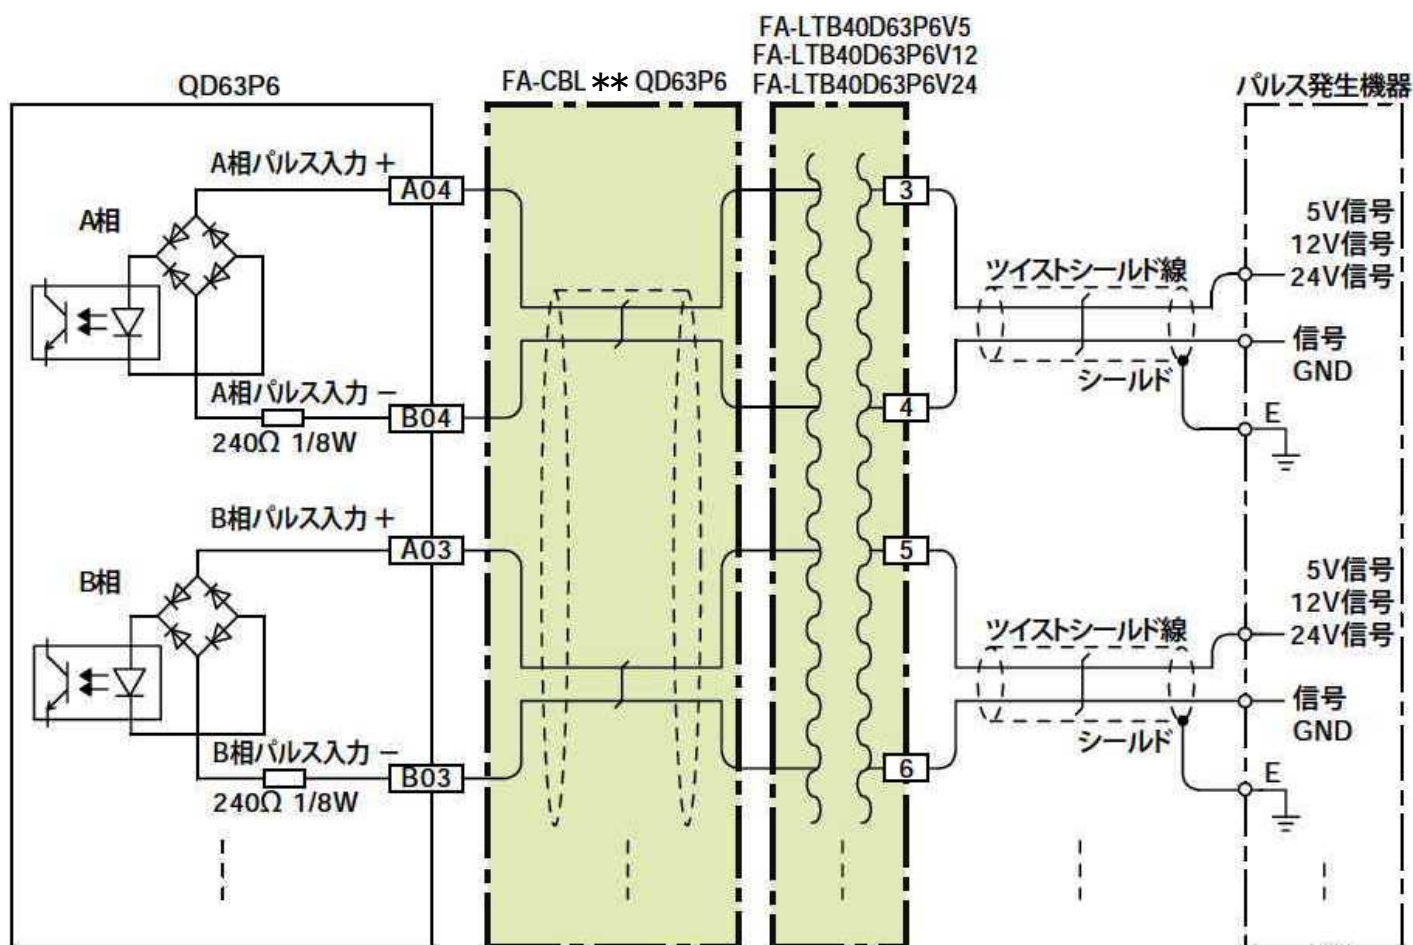 FA-LTB40D63P6V5
FA-LTB40D63P6V12
FA-LTB40D63P6V24
QD63P6
FA-CBL ** QD63P6
パルス発生機器
A相パルス入力 +
A04
A相
A相パルス入力 −
B04
240Ω 1/8W
3
4
ツイストシールド線
シールド
5V信号
12V信号
24V信号
信号
GND
E
B相パルス入力 +
A03
B相
B相パルス入力 −
B03
240Ω 1/8W
5
6
ツイストシールド線
シールド
5V信号
12V信号
24V信号
信号
GND
E